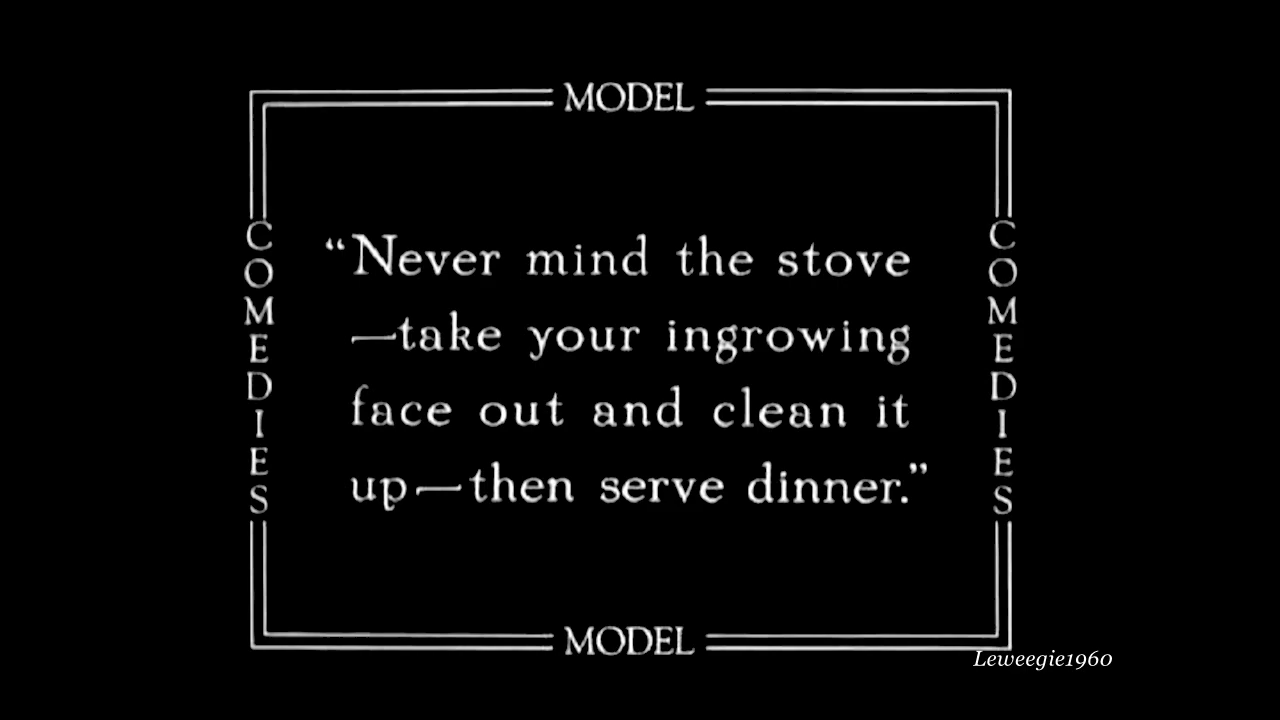 MODEL
COMEDIES
“Never mind the stove
—take your ingrowing
face out and clean it
up—then serve dinner.”
COMEDIES
MODEL
Leweegie1960